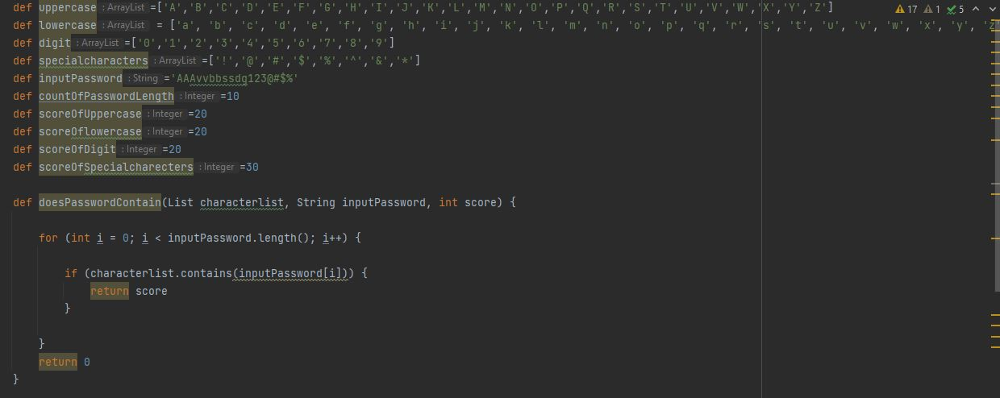 def uppercase : ArrayList =['A','B','C','D','E','F','G','H','I','J','K','L','M','N','O','P','Q','R','S','T','U','V','W','X','Y','Z'] 17 1 5
def lowercase : ArrayList = ['a', 'b', 'c', 'd', 'e', 'f', 'g', 'h', 'i', 'j', 'k', 'l', 'm', 'n', 'o', 'p', 'q', 'r', 's', 't', 'u', 'v', 'w', 'x', 'y', 'z'
def digit : ArrayList =['0','1','2','3','4','5','6','7','8','9']
def specialcharacters : ArrayList =['!','@','#','$','%','^','&','*']
def inputPassword : String ='AAAvvbbssdg123@#$%'
def countOfPasswordLength : Integer =10
def scoreOfUppercase : Integer =20
def scoreOflowercase : Integer =20
def scoreOfDigit : Integer =20
def scoreOfSpecialcharecters : Integer =30
def doesPasswordContain(List characterlist, String inputPassword, int score) {
for (int i = 0; i < inputPassword.length(); i++) {
if (characterlist.contains(inputPassword[i])) {
return score
}
}
return 0
}